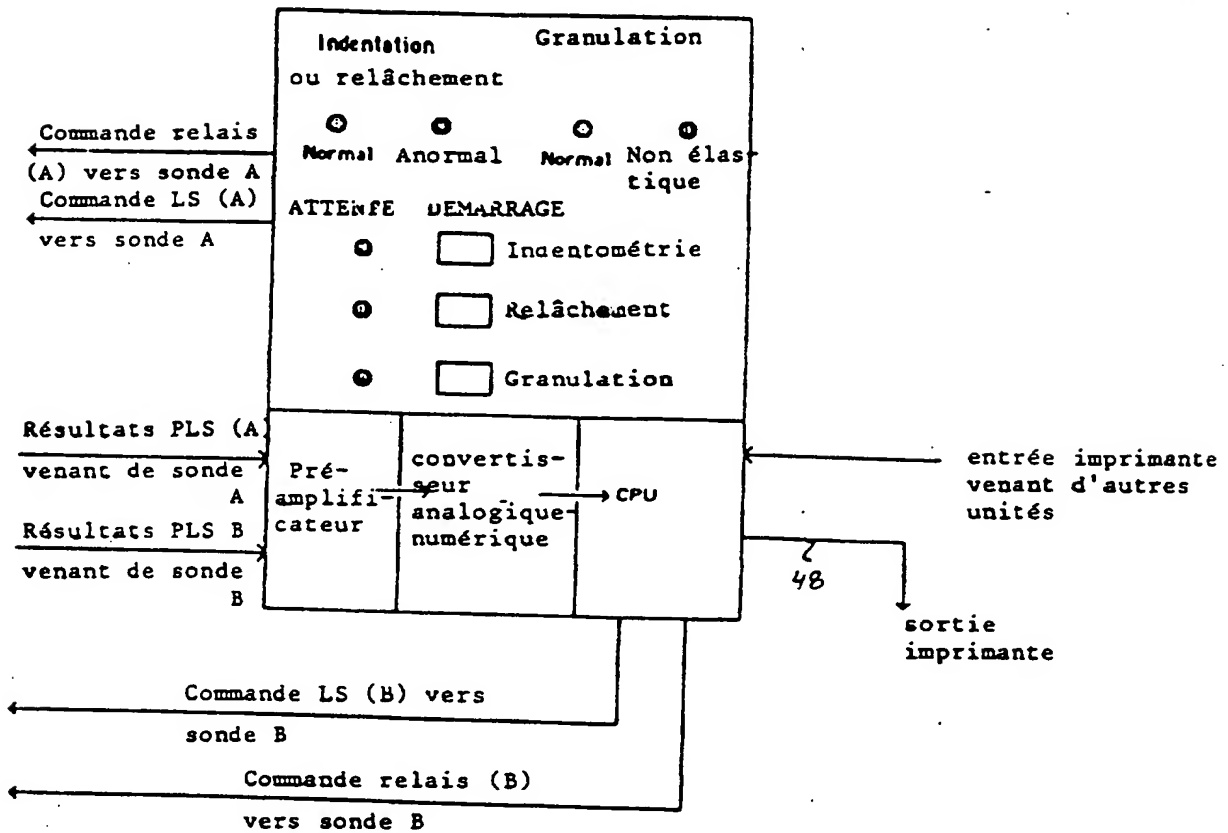 Indentation Granulation
ou relâchement
Normal Anormal Normal Non élas-
tique
Commande relais
(A) vers sonde A
Commande LS (A)
vers sonde A
ATTENTE DEMARRAGE
Indentométrie
Relâchement
Granulation
Résultats PLS (A)
venant de sonde
A
Résultats PLS B
venant de sonde
B
Pré-
amplifi-
cateur
convertis-
seur
analogique-
numérique
CPU
entrée imprimante
venant d'autres
unités
48
sortie
imprimante
Commande LS (B) vers
sonde B
Commande relais (B)
vers sonde B